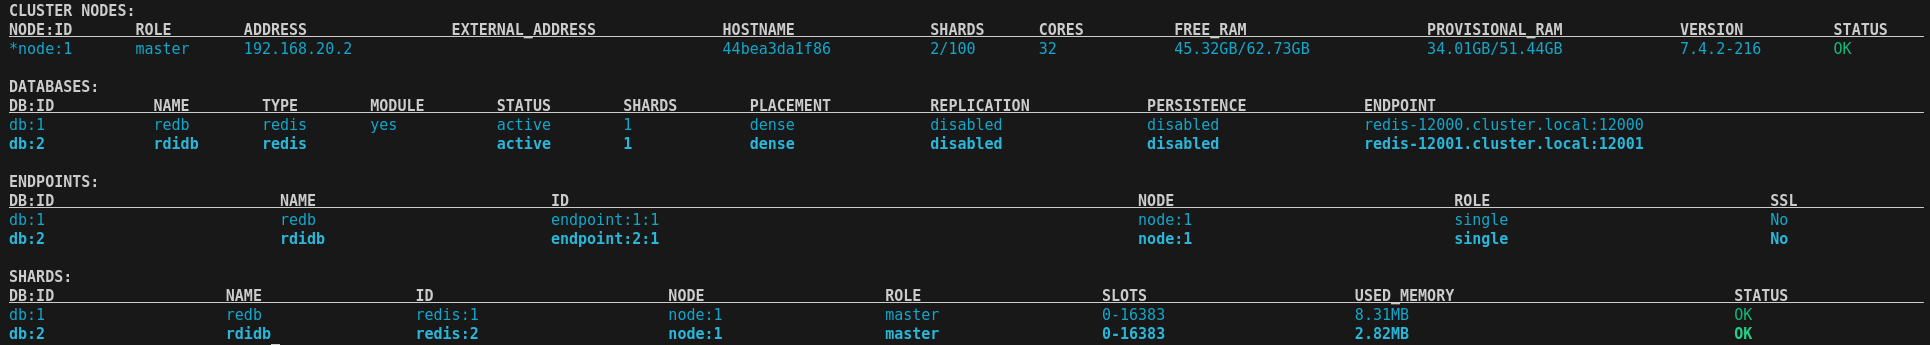 CLUSTER NODES:
NODE:ID ROLE ADDRESS EXTERNAL_ADDRESS HOSTNAME SHARDS CORES FREE_RAM PROVISIONAL_RAM VERSION STATUS
*node:1 master 192.168.20.2 44bea3da1f86 2/100 32 45.32GB/62.73GB 34.01GB/51.44GB 7.4.2-216 OK
DATABASES:
DB:ID NAME TYPE MODULE STATUS SHARDS PLACEMENT REPLICATION PERSISTENCE ENDPOINT
db:1 redb redis yes active 1 dense disabled disabled redis-12000.cluster.local:12000
db:2 rdidb redis active 1 dense disabled disabled redis-12001.cluster.local:12001
ENDPOINTS:
DB:ID NAME ID NODE ROLE SSL
db:1 redb endpoint:1:1 node:1 single No
db:2 rdidb endpoint:2:1 node:1 single No
SHARDS:
DB:ID NAME ID NODE ROLE SLOTS USED_MEMORY STATUS
db:1 redb redis:1 node:1 master 0-16383 8.31MB OK
db:2 rdidb redis:2 node:1 master 0-16383 2.82MB OK